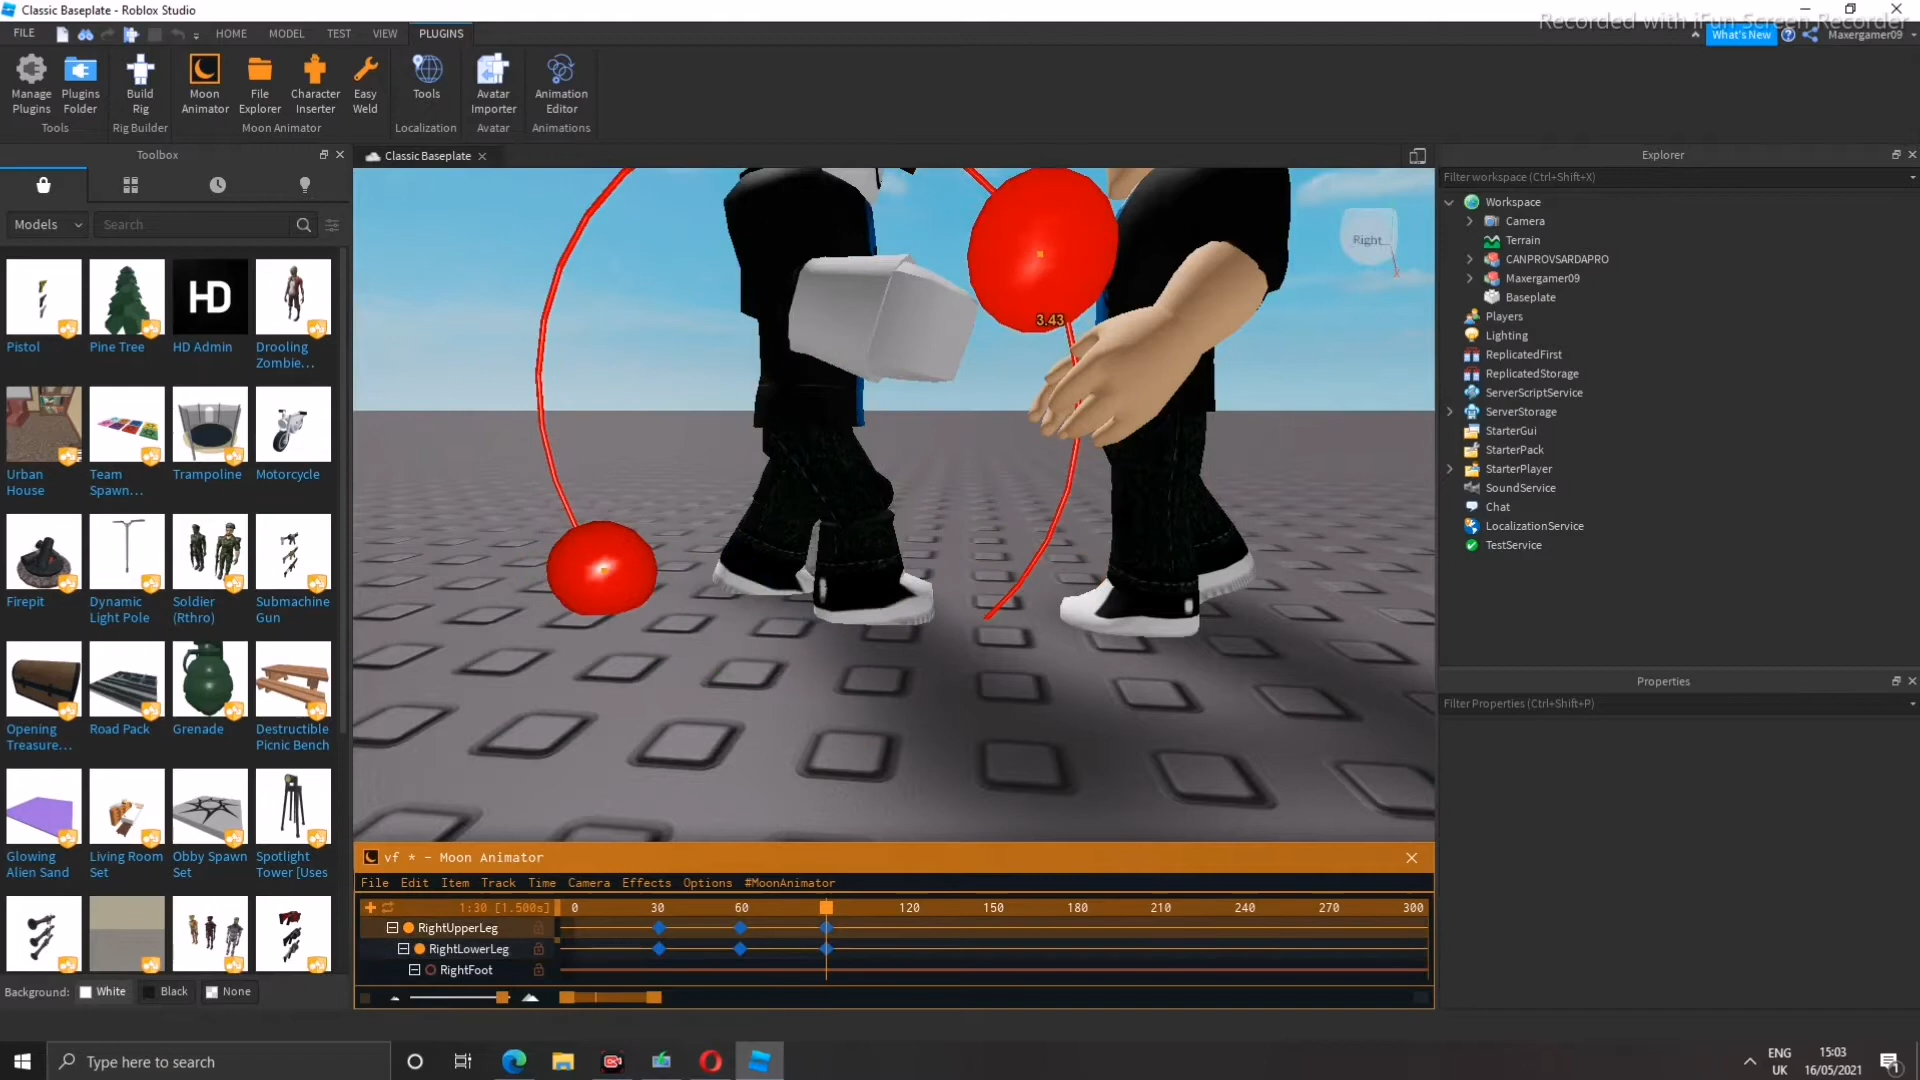 Classic Baseplate - Roblox Studio
Recorded with iFun Screen Recorder
FILE
HOME
MODEL
TEST
VIEW
PLUGINS
What's New
Maxergamer09
Manage Plugins
Plugins Folder
Build Rig
Moon Animator
File Explorer
Character Inserter
Easy Weld
Tools
Avatar Importer
Animation Editor
Tools
Rig Builder
Moon Animator
Localization
Avatar
Animations
Toolbox
Classic Baseplate
Explorer
Models
Search
Filter workspace (Ctrl+Shift+X)
Workspace
Camera
Terrain
CANPROVSARDAPRO
Maxergamer09
Baseplate
Players
Lighting
ReplicatedFirst
ReplicatedStorage
ServerScriptService
ServerStorage
StarterGui
StarterPack
StarterPlayer
SoundService
Chat
LocalizationService
TestService
Properties
Filter Properties (Ctrl+Shift+P)
Right
3.43
HD
Pistol
Pine Tree
HD Admin
Drooling Zombie...
Urban House
Team Spawn...
Trampoline
Motorcycle
Firepit
Dynamic Light Pole
Soldier (Rthro)
Submachine Gun
Opening Treasure...
Road Pack
Grenade
Destructible Picnic Bench
Glowing Alien Sand
Living Room Set
Obby Spawn Set
Spotlight Tower [Uses
Background:
White
Black
None
vf * - Moon Animator
File
Edit
Item
Track
Time
Camera
Effects
Options
#MoonAnimator
1:30 [1.500s]
0
30
60
120
150
180
210
240
270
300
RightUpperLeg
RightLowerLeg
RightFoot
Type here to search
ENG
UK
15:03
16/05/2021
1